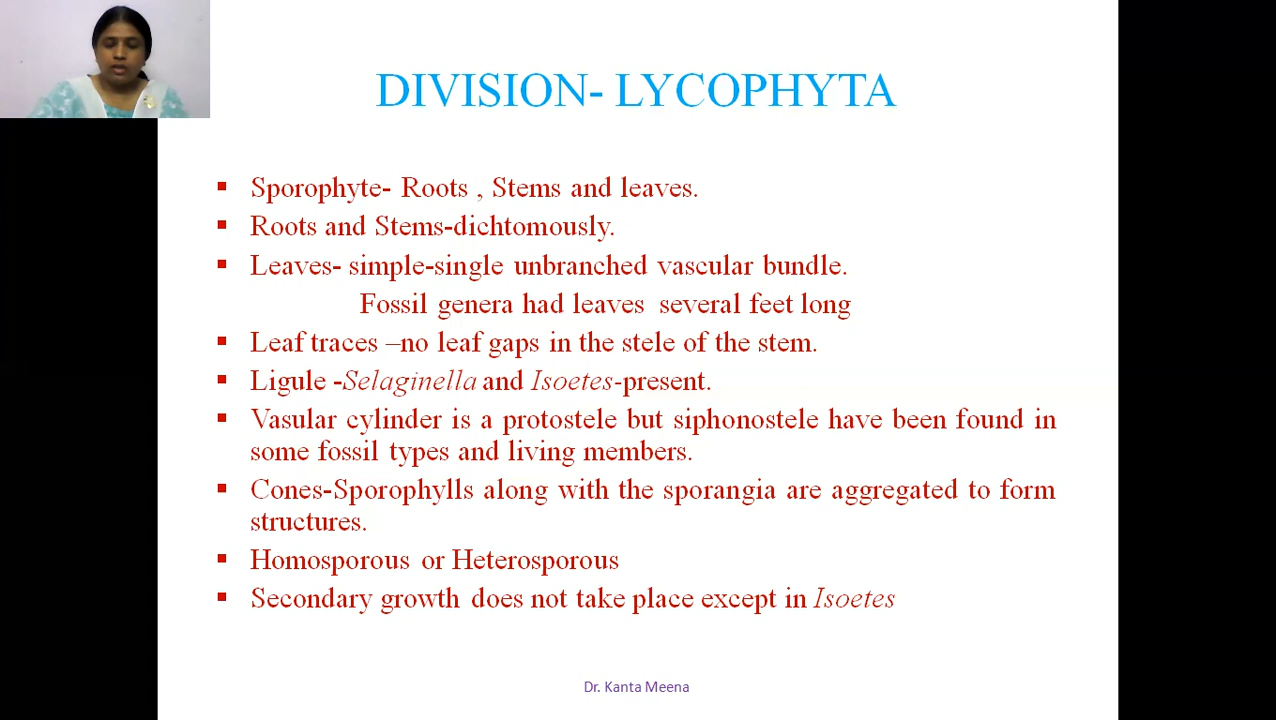 DIVISION- LYCOPHYTA
▪ Sporophyte- Roots , Stems and leaves.
▪ Roots and Stems-dichtomously.
▪ Leaves- simple-single unbranched vascular bundle.
Fossil genera had leaves several feet long
▪ Leaf traces –no leaf gaps in the stele of the stem.
▪ Ligule -Selaginella and Isoetes-present.
▪ Vasular cylinder is a protostele but siphonostele have been found in
some fossil types and living members.
▪ Cones-Sporophylls along with the sporangia are aggregated to form
structures.
▪ Homosporous or Heterosporous
▪ Secondary growth does not take place except in Isoetes
Dr. Kanta Meena